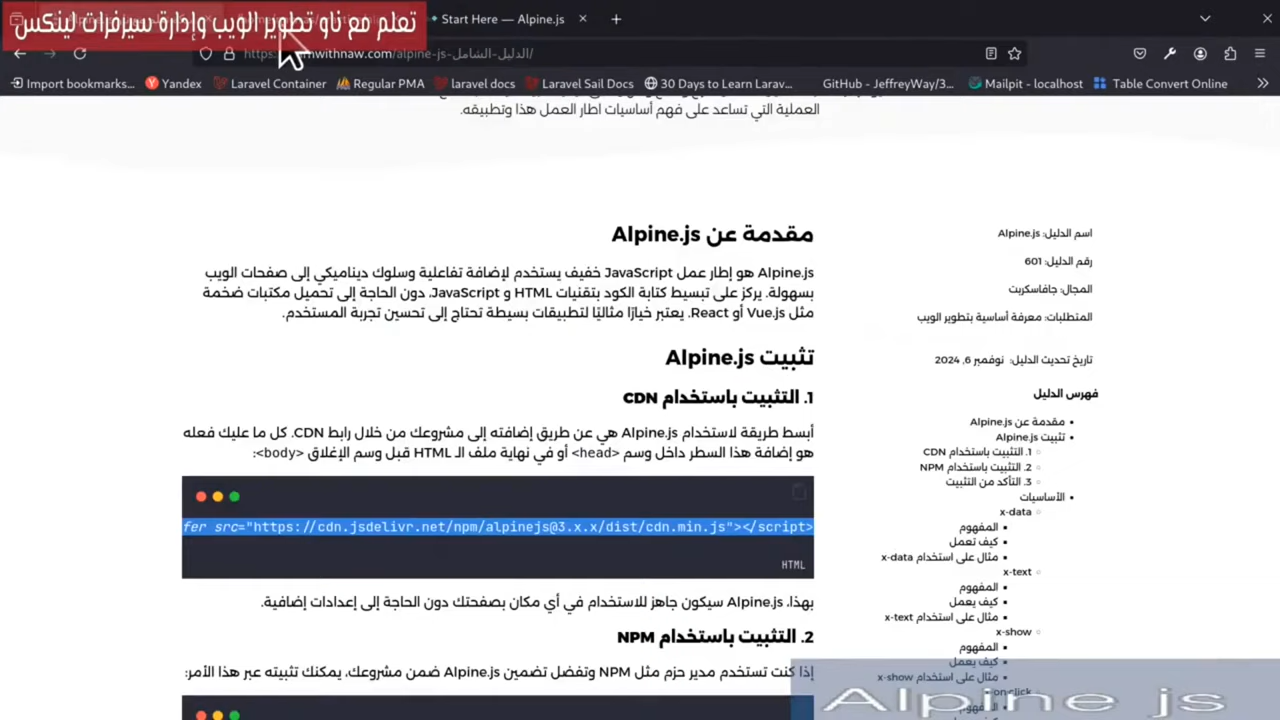 تعلم مع ناو تطوير الويب وإدارة سيرفرات لينكس
Start Here — Alpine.js
mwithnaw.com/alpine-js-الدليل-الشامل/
Import bookmarks...
Yandex
Laravel Container
Regular PMA
laravel docs
Laravel Sail Docs
30 Days to Learn Larav...
GitHub - JeffreyWay/3...
Mailpit - localhost
Table Convert Online
العملية التي تساعد على فهم أساسيات اطار العمل هذا وتطبيقه.
مقدمة عن Alpine.js
Alpine.js هو إطار عمل JavaScript خفيف يستخدم لإضافة تفاعلية وسلوك ديناميكي إلى صفحات الويب
بسهولة. يركز على تبسيط كتابة الكود بتقنيات HTML و JavaScript، دون الحاجة إلى تحميل مكتبات ضخمة
مثل Vue.js أو React. يعتبر خيارًا مثاليًا لتطبيقات بسيطة تحتاج إلى تحسين تجربة المستخدم.
تثبيت Alpine.js
1. التثبيت باستخدام CDN
أبسط طريقة لاستخدام Alpine.js هي عن طريق إضافته إلى مشروعك من خلال رابط CDN. كل ما عليك فعله
هو إضافة هذا السطر داخل وسم <head> أو في نهاية ملف الـ HTML قبل وسم الإغلاق <body>:
fer src="https://cdn.jsdelivr.net/npm/alpinejs@3.x.x/dist/cdn.min.js"></script>
HTML
بهذا، Alpine.js سيكون جاهز للاستخدام في أي مكان بصفحتك دون الحاجة إلى إعدادات إضافية.
2. التثبيت باستخدام NPM
إذا كنت تستخدم مدير حزم مثل NPM وتفضل تضمين Alpine.js ضمن مشروعك، يمكنك تثبيته عبر هذا الأمر:
اسم الدليل: Alpine.js
رقم الدليل: 601
المجال: جافاسكربت
المتطلبات: معرفة أساسية بتطوير الويب
تاريخ تحديث الدليل: نوفمبر 6, 2024
فهرس الدليل
مقدمة عن Alpine.js
تثبيت Alpine.js
1. التثبيت باستخدام CDN
2. التثبيت باستخدام NPM
3. التأكد من التثبيت
الأساسيات
x-data
المفهوم
كيف تعمل
مثال على استخدام x-data
x-text
المفهوم
كيف يعمل
مثال على استخدام x-text
x-show
المفهوم
كيف يعمل
مثال على استخدام x-show
on:click
المفهوم
Alpine js